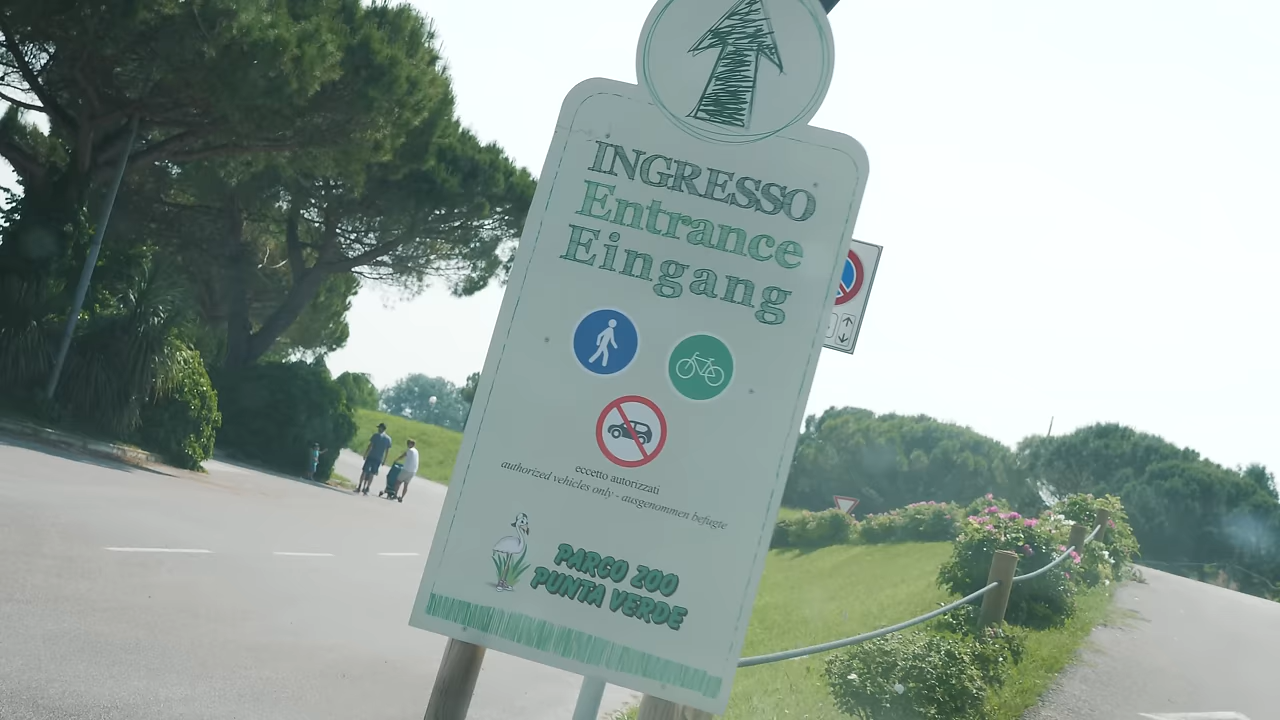 INGRESSO
Entrance
Eingang
eccetto autorizzati
authorized vehicles only - ausgenommen befugte
PARCO ZOO
PUNTA VERDE